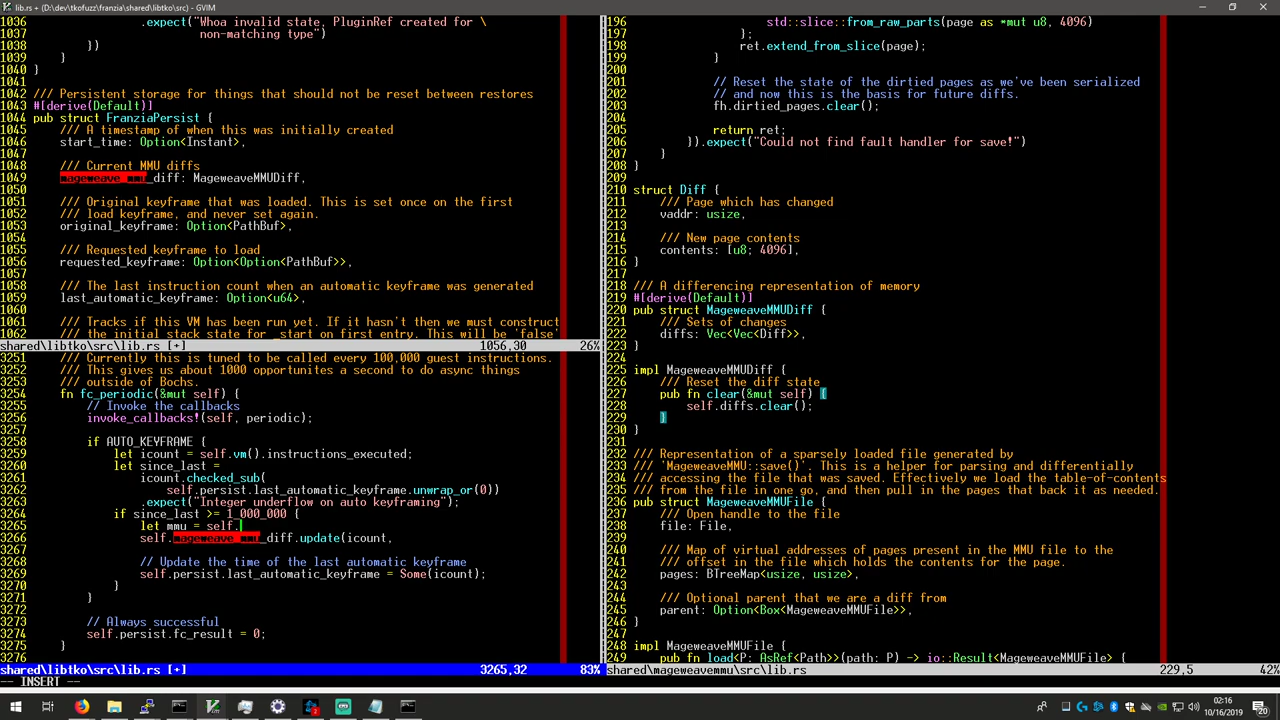 lib.rs + (D:\dev\tkofuzz\franzia\shared\libtko\src) - GVIM
1036 .expect("Whoa invalid state, PluginRef created for \
1037 non-matching type")
1038 })
1039 }
1040 }
1041
1042 /// Persistent storage for things that should not be reset between restores
1043 #[derive(Default)]
1044 pub struct FranziaPersist {
1045 /// A timestamp of when this was initially created
1046 start_time: Option<Instant>,
1047
1048 /// Current MMU diffs
1049 mageweave_mmu_diff: MageweaveMMUDiff,
1050
1051 /// Original keyframe that was loaded. This is set once on the first
1052 /// load keyframe, and never set again.
1053 original_keyframe: Option<PathBuf>,
1054
1055 /// Requested keyframe to load
1056 requested_keyframe: Option<Option<PathBuf>>,
1057
1058 /// The last instruction count when an automatic keyframe was generated
1059 last_automatic_keyframe: Option<u64>,
1060
1061 /// Tracks if this VM has been run yet. If it hasn't then we must construct
1062 /// the initial stack state for _start on first entry. This will be 'false'
shared\libtko\src\lib.rs [+] 1056,30 26%
3251 /// Currently this is tuned to be called every 100,000 guest instructions.
3252 /// This gives us about 1000 opportunites a second to do async things
3253 /// outside of Bochs.
3254 fn fc_periodic(&mut self) {
3255 // Invoke the callbacks
3256 invoke_callbacks!(self, periodic);
3257
3258 if AUTO_KEYFRAME {
3259 let icount = self.vm().instructions_executed;
3260 let since_last =
3261 icount.checked_sub(
3262 self.persist.last_automatic_keyframe.unwrap_or(0))
3263 .expect("Integer underflow on auto keyframing");
3264 if since_last >= 1_000_000 {
3265 let mmu = self.
3266 self.mageweave_mmu_diff.update(icount,
3267
3268 // Update the time of the last automatic keyframe
3269 self.persist.last_automatic_keyframe = Some(icount);
3270 }
3271 }
3272
3273 // Always successful
3274 self.persist.fc_result = 0;
3275 }
3276
shared\libtko\src\lib.rs [+] 3265,32 83%
-- INSERT --
196 std::slice::from_raw_parts(page as *mut u8, 4096)
197 };
198 ret.extend_from_slice(page);
199 }
200
201 // Reset the state of the dirtied pages as we've been serialized
202 // and now this is the basis for future diffs.
203 fh.dirtied_pages.clear();
204
205 return ret;
206 }).expect("Could not find fault handler for save!")
207 }
208 }
209
210 struct Diff {
211 /// Page which has changed
212 vaddr: usize,
213
214 /// New page contents
215 contents: [u8; 4096],
216 }
217
218 /// A differencing representation of memory
219 #[derive(Default)]
220 pub struct MageweaveMMUDiff {
221 /// Sets of changes
222 diffs: Vec<Vec<Diff>>,
223 }
224
225 impl MageweaveMMUDiff {
226 /// Reset the diff state
227 pub fn clear(&mut self) {
228 self.diffs.clear();
229 }
230 }
231
232 /// Representation of a sparsely loaded file generated by
233 /// 'MageweaveMMU::save()'. This is a helper for parsing and differentially
234 /// accessing the file that was saved. Effectively we load the table-of-contents
235 /// from the file in one go, and then pull in the pages that back it as needed.
236 pub struct MageweaveMMUFile {
237 /// Open handle to the file
238 file: File,
239
240 /// Map of virtual addresses of pages present in the MMU file to the
241 /// offset in the file which holds the contents for the page.
242 pages: BTreeMap<usize, usize>,
243
244 /// Optional parent that we are a diff from
245 parent: Option<Box<MageweaveMMUFile>>,
246 }
247
248 impl MageweaveMMUFile {
249 pub fn load<P: AsRef<Path>>(path: P) -> io::Result<MageweaveMMUFile> {
shared\mageweavemmu\src\lib.rs 229,5 42%
02:16
10/16/2019
20